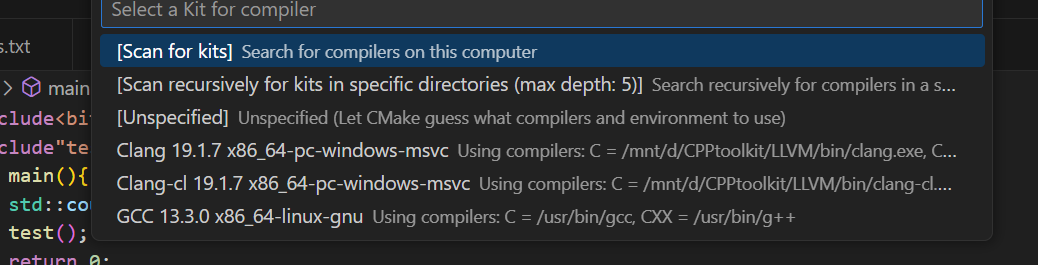 Select a Kit for compiler
[Scan for kits] Search for compilers on this computer
[Scan recursively for kits in specific directories (max depth: 5)] Search recursively for compilers in a s...
[Unspecified] Unspecified (Let CMake guess what compilers and environment to use)
Clang 19.1.7 x86_64-pc-windows-msvc Using compilers: C = /mnt/d/CPPtoolkit/LLVM/bin/clang.exe, C...
Clang-cl 19.1.7 x86_64-pc-windows-msvc Using compilers: C = /mnt/d/CPPtoolkit/LLVM/bin/clang-cl....
GCC 13.3.0 x86_64-linux-gnu Using compilers: C = /usr/bin/gcc, CXX = /usr/bin/g++
s.txt
> main
clude<bi
clude"te
main(){
std::co
test();
return 0;